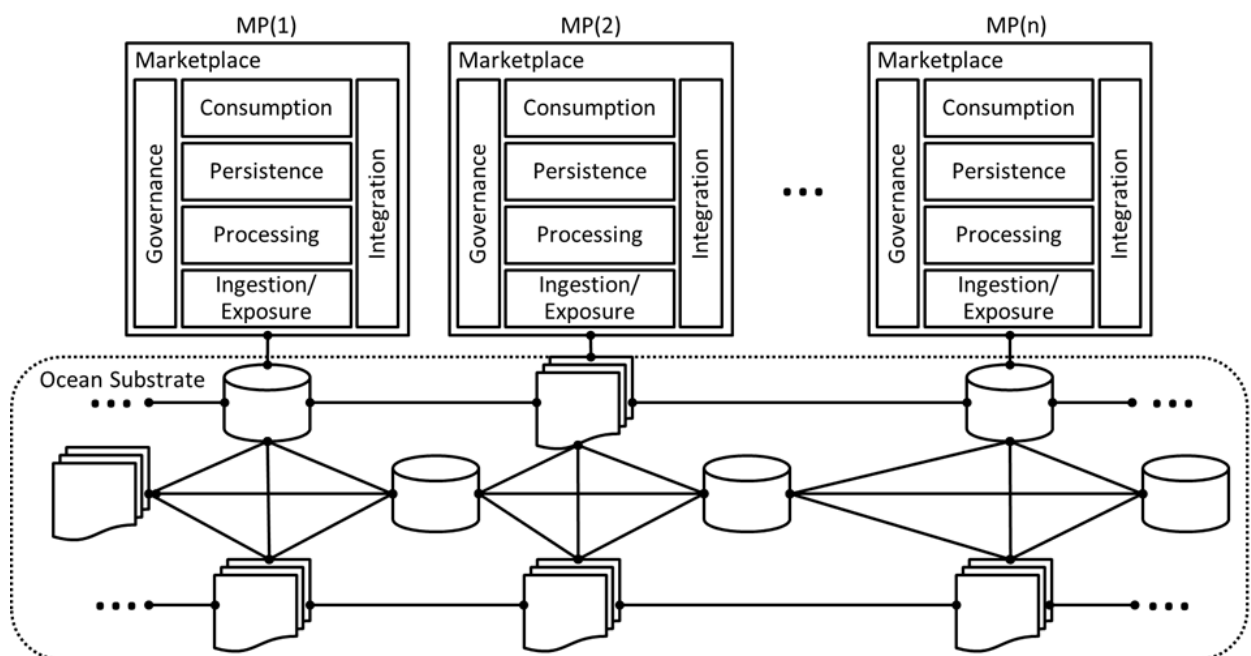 MP(1)
MP(2)
MP(n)
Marketplace
Governance
Consumption
Persistence
Processing
Ingestion/
Exposure
Integration
Marketplace
Governance
Consumption
Persistence
Processing
Ingestion/
Exposure
Integration
...
Marketplace
Governance
Consumption
Persistence
Processing
Ingestion/
Exposure
Integration
Ocean Substrate